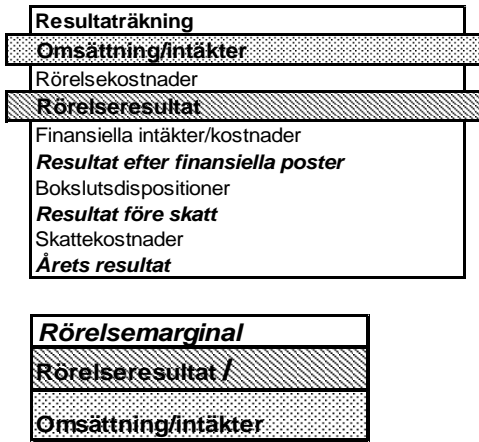 Resultaträkning
Omsättning/intäkter
Rörelsekostnader
Rörelseresultat
Finansiella intäkter/kostnader
Resultat efter finansiella poster
Bokslutsdispositioner
Resultat före skatt
Skattekostnader
Årets resultat
Rörelsemarginal
Rörelseresultat /
Omsättning/intäkter